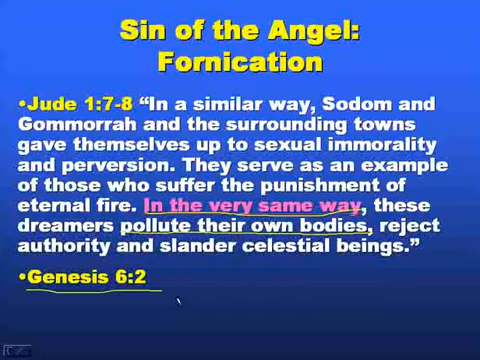 Sin of the Angel:
Fornication
•Jude 1:7-8 “In a similar way, Sodom and
Gommorrah and the surrounding towns
gave themselves up to sexual immorality
and perversion. They serve as an example
of those who suffer the punishment of
eternal fire. In the very same way, these
dreamers pollute their own bodies, reject
authority and slander celestial beings.”
•Genesis 6:2